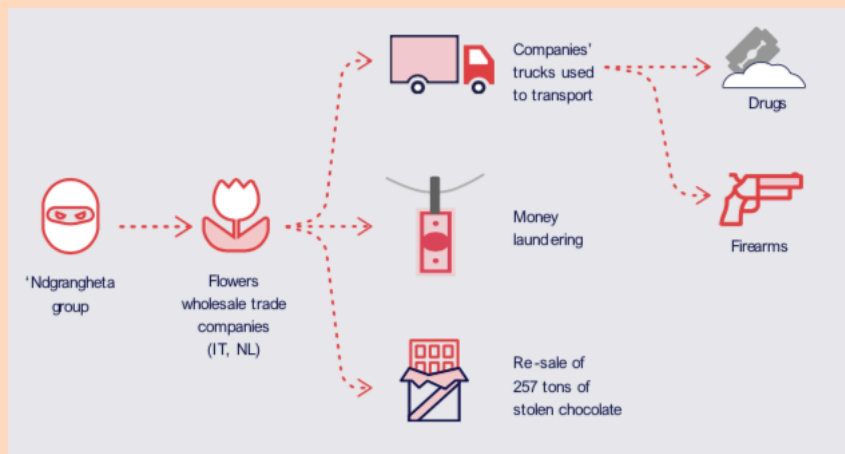 ‘Ndgrangheta
group
Flowers
wholesale trade
companies
(IT, NL)
Companies’
trucks used
to transport
Drugs
Firearms
Money
laundering
Re-sale of
257 tons of
stolen chocolate